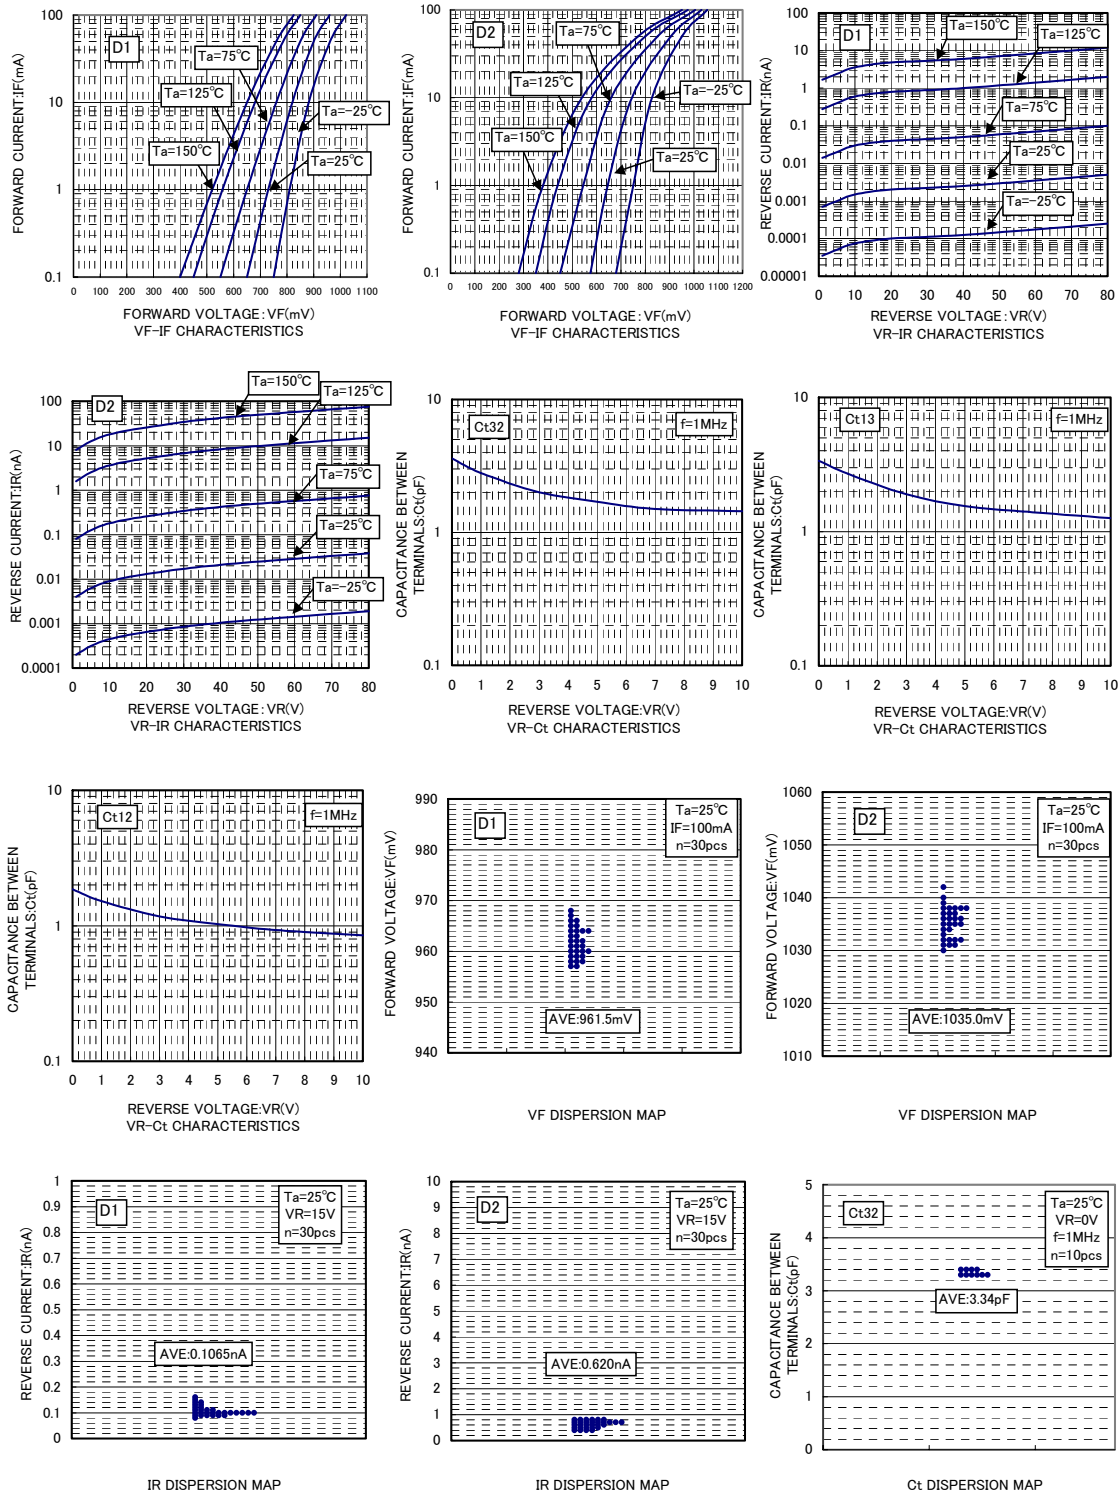 100
10
1
0.1
FORWARD CURRENT:IF(mA)
D1
Ta=75°C
Ta=125°C
Ta=-25°C
Ta=150°C
Ta=25°C
0 100 200 300 400 500 600 700 800 900 1000 1100
FORWARD VOLTAGE:VF(mV)
VF-IF CHARACTERISTICS
100
10
1
0.1
FORWARD CURRENT:IF(mA)
D2
Ta=75°C
Ta=125°C
Ta=-25°C
Ta=150°C
Ta=25°C
0 100 200 300 400 500 600 700 800 900 1000 1100 1200
FORWARD VOLTAGE:VF(mV)
VF-IF CHARACTERISTICS
100
10
1
0.1
0.01
0.001
0.0001
0.00001
REVERSE CURRENT:IR(nA)
D1
Ta=150°C
Ta=125°C
Ta=75°C
Ta=25°C
Ta=-25°C
0 10 20 30 40 50 60 70 80
REVERSE VOLTAGE:VR(V)
VR-IR CHARACTERISTICS
100
10
1
0.1
0.01
0.001
0.0001
REVERSE CURRENT:IR(nA)
D2
Ta=150°C
Ta=125°C
Ta=75°C
Ta=25°C
Ta=-25°C
0 10 20 30 40 50 60 70 80
REVERSE VOLTAGE:VR(V)
VR-IR CHARACTERISTICS
10
1
0.1
CAPACITANCE BETWEEN
TERMINALS:Ct(pF)
Ct32
f=1MHz
0 1 2 3 4 5 6 7 8 9 10
REVERSE VOLTAGE:VR(V)
VR-Ct CHARACTERISTICS
10
1
0.1
CAPACITANCE BETWEEN
TERMINALS:Ct(pF)
Ct13
f=1MHz
0 1 2 3 4 5 6 7 8 9 10
REVERSE VOLTAGE:VR(V)
VR-Ct CHARACTERISTICS
10
1
0.1
CAPACITANCE BETWEEN
TERMINALS:Ct(pF)
Ct12
f=1MHz
0 1 2 3 4 5 6 7 8 9 10
REVERSE VOLTAGE:VR(V)
VR-Ct CHARACTERISTICS
990
980
970
960
950
940
FORWARD VOLTAGE:VF(mV)
D1
Ta=25°C
IF=100mA
n=30pcs
AVE:961.5mV
VF DISPERSION MAP
1060
1050
1040
1030
1020
1010
FORWARD VOLTAGE:VF(mV)
D2
Ta=25°C
IF=100mA
n=30pcs
AVE:1035.0mV
VF DISPERSION MAP
1
0.9
0.8
0.7
0.6
0.5
0.4
0.3
0.2
0.1
0
REVERSE CURRENT:IR(nA)
D1
Ta=25°C
VR=15V
n=30pcs
AVE:0.1065nA
IR DISPERSION MAP
10
9
8
7
6
5
4
3
2
1
0
REVERSE CURRENT:IR(nA)
D2
Ta=25°C
VR=15V
n=30pcs
AVE:0.620nA
IR DISPERSION MAP
5
4
3
2
1
0
CAPACITANCE BETWEEN
TERMINALS:Ct(pF)
Ct32
Ta=25°C
VR=0V
f=1MHz
n=10pcs
AVE:3.34pF
Ct DISPERSION MAP